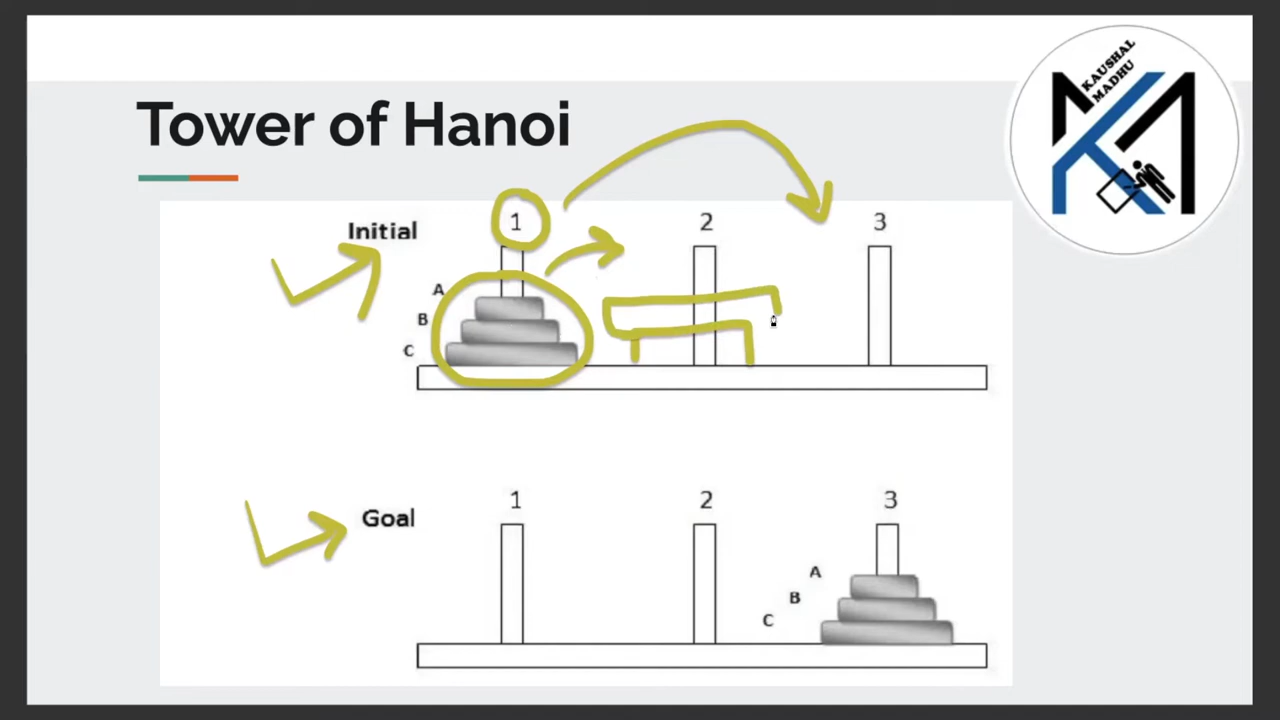 KAUSHAL
MADHU
Tower of Hanoi
Initial
1
2
3
A
B
C
Goal
1
2
3
A
B
C